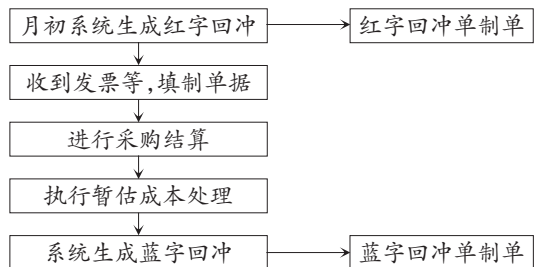 月初系统生成红字回冲
红字回冲单制单
收到发票等,填制单据
进行采购结算
执行暂估成本处理
系统生成蓝字回冲
蓝字回冲单制单